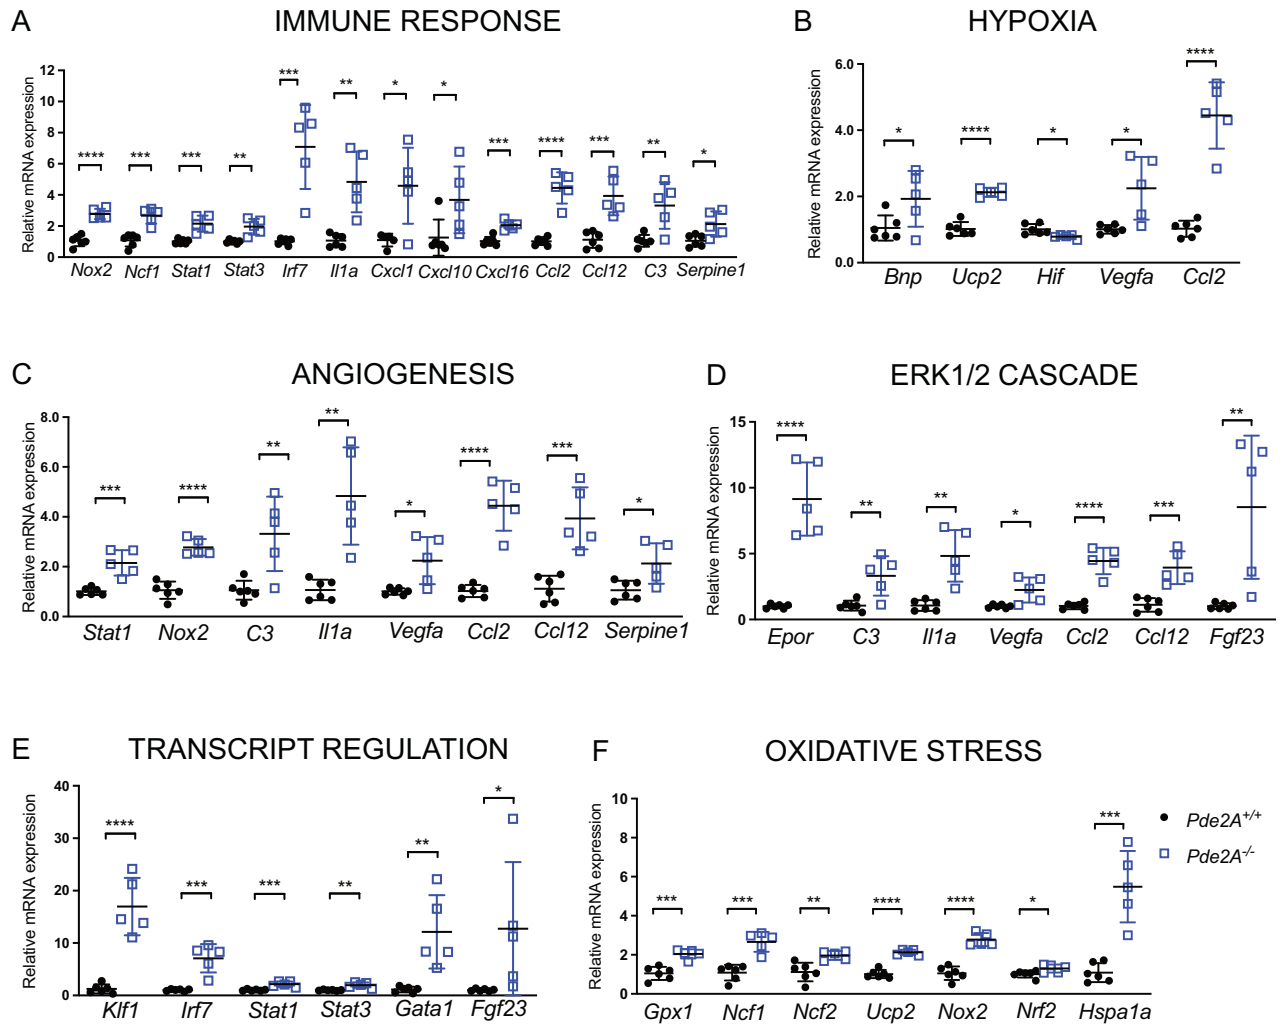 A
IMMUNE RESPONSE
Relative mRNA expression
12
10
8
6
4
2
0
**** *** *** ** *** ** * * *** **** *** ** *
Nox2 Ncf1 Stat1 Stat3 Irf7 Il1a Cxcl1 Cxcl10 Cxcl16 Ccl2 Ccl12 C3 Serpine1
B
HYPOXIA
Relative mRNA expression
6.0
4.0
2.0
0.0
* **** * * ****
Bnp Ucp2 Hif Vegfa Ccl2
C
ANGIOGENESIS
Relative mRNA expression
8.0
6.0
4.0
2.0
0.0
*** **** ** ** * **** *** *
Stat1 Nox2 C3 Il1a Vegfa Ccl2 Ccl12 Serpine1
D
ERK1/2 CASCADE
Relative mRNA expression
15
10
5
0
**** ** ** * **** *** **
Epor C3 Il1a Vegfa Ccl2 Ccl12 Fgf23
E
TRANSCRIPT REGULATION
Relative mRNA expression
40
30
20
10
0
**** *** *** ** ** *
Klf1 Irf7 Stat1 Stat3 Gata1 Fgf23
F
OXIDATIVE STRESS
Relative mRNA expression
10
8
6
4
2
0
*** *** ** **** **** * ***
Gpx1 Ncf1 Ncf2 Ucp2 Nox2 Nrf2 Hspa1a
Pde2A+/+
Pde2A-/-